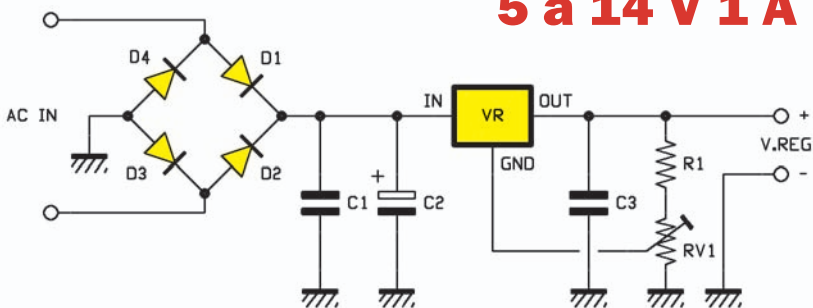 5 à 14 V 1 A
D4
D1
AC IN
IN
VR
OUT
+
V.REG
GND
R1
-
D3
D2
+
C1
C2
C3
RV1